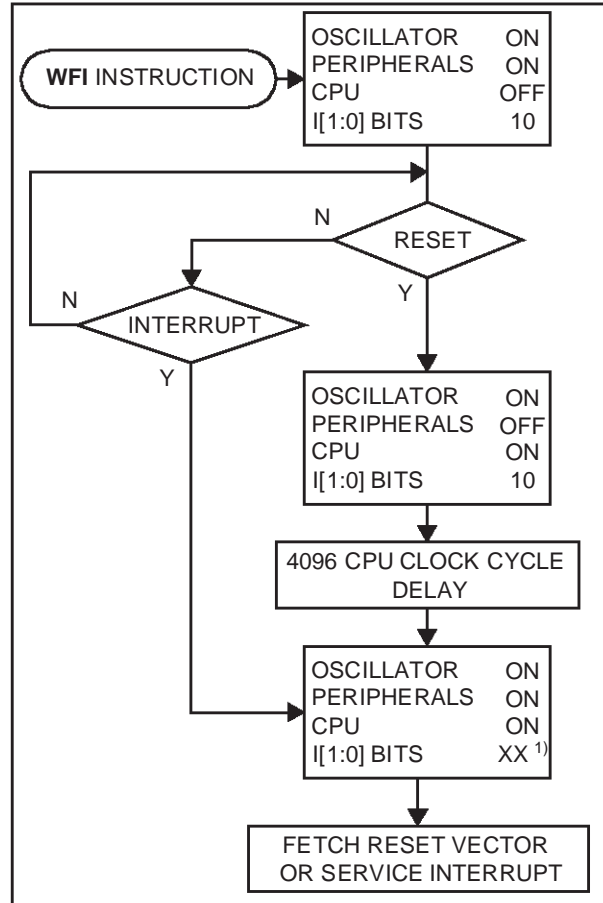 WFI INSTRUCTION
OSCILLATOR ON
PERIPHERALS ON
CPU OFF
I[1:0] BITS 10
N
RESET
Y
N
INTERRUPT
Y
OSCILLATOR ON
PERIPHERALS OFF
CPU ON
I[1:0] BITS 10
4096 CPU CLOCK CYCLE
DELAY
OSCILLATOR ON
PERIPHERALS ON
CPU ON
I[1:0] BITS XX 1)
FETCH RESET VECTOR
OR SERVICE INTERRUPT